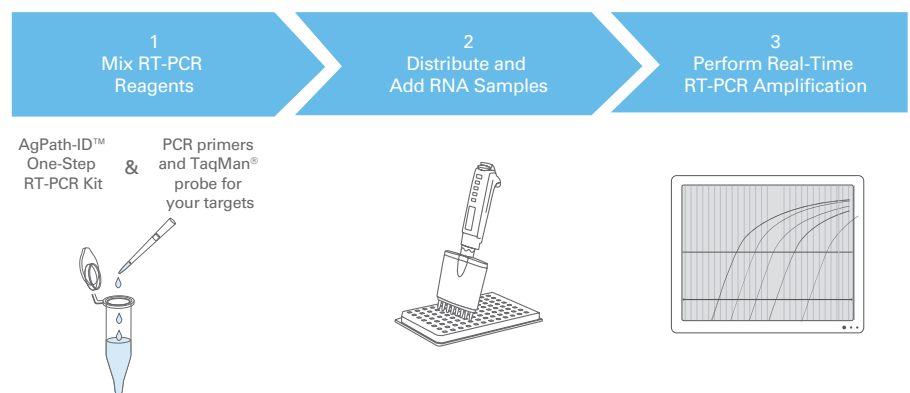 1
Mix RT-PCR
Reagents
2
Distribute and
Add RNA Samples
3
Perform Real-Time
RT-PCR Amplification
AgPath-ID™
One-Step
RT-PCR Kit
&
PCR primers
and TaqMan®
probe for
your targets